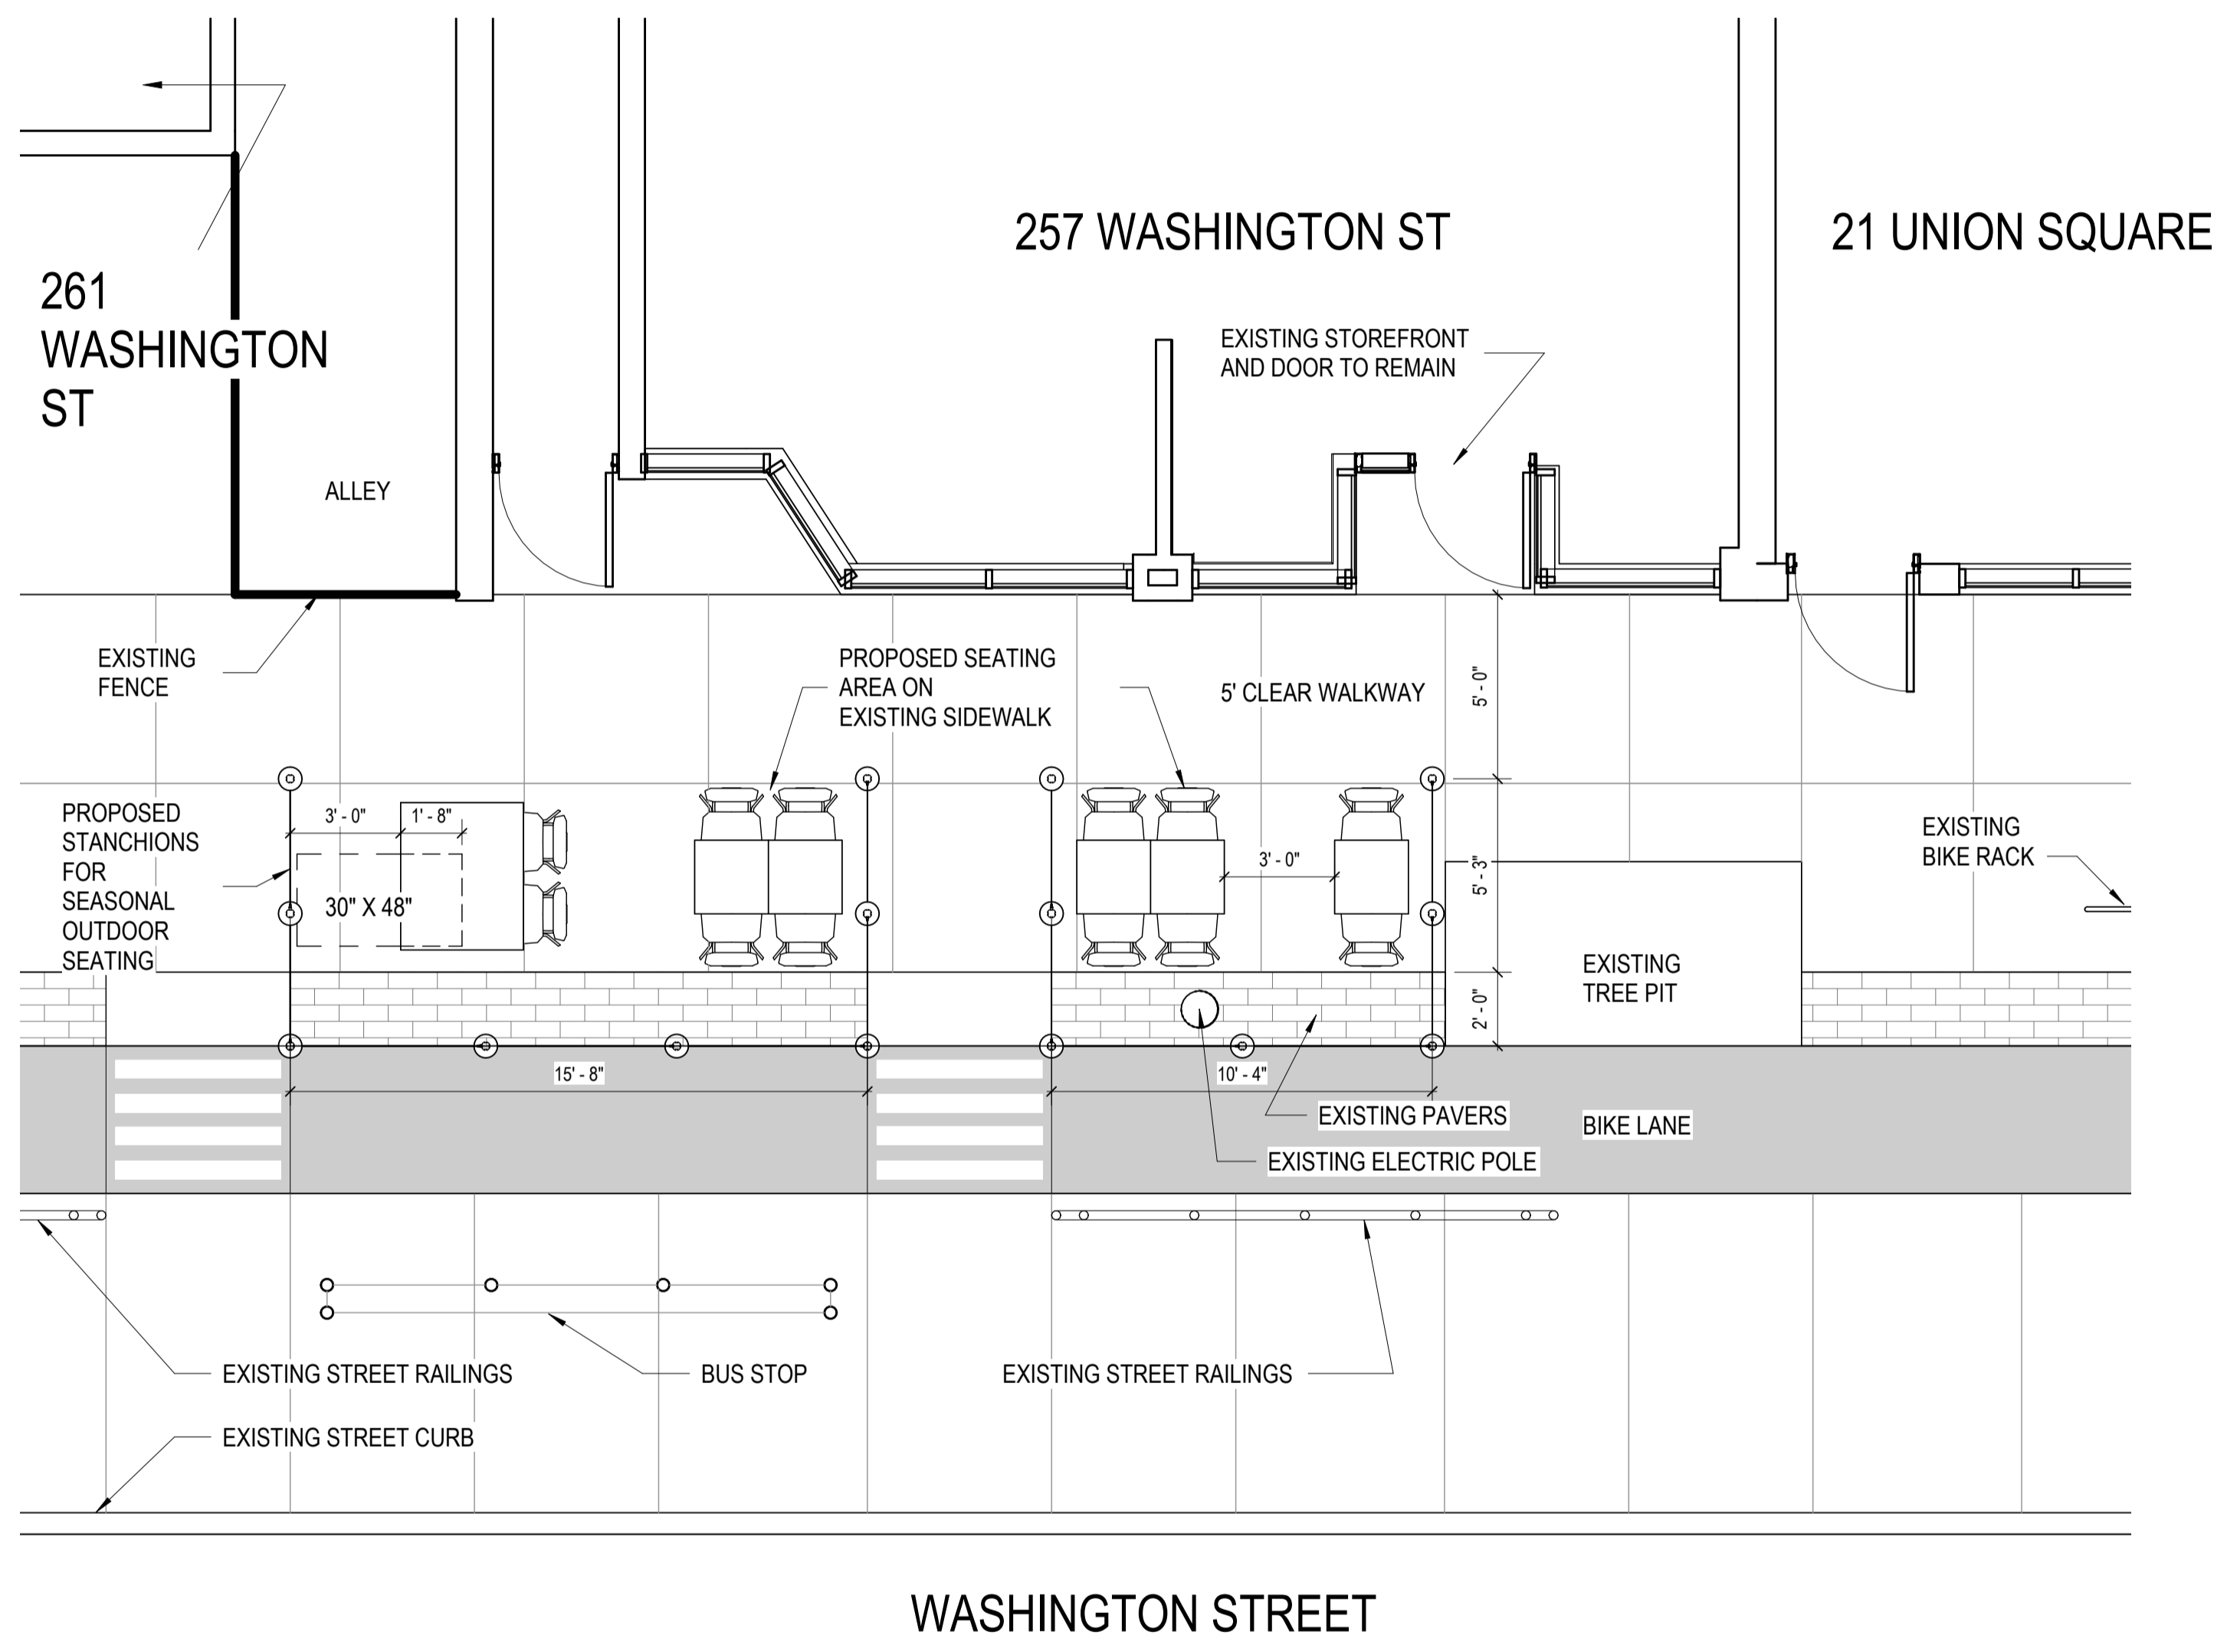 257 WASHINGTON ST
21 UNION SQUARE
261
WASHINGTON
ST
EXISTING STOREFRONT
AND DOOR TO REMAIN
ALLEY
EXISTING
FENCE
PROPOSED SEATING
AREA ON
EXISTING SIDEWALK
5' CLEAR WALKWAY
5' - 0"
PROPOSED
STANCHIONS
FOR
SEASONAL
OUTDOOR
SEATING
3' - 0"
1' - 8"
30" X 48"
3' - 0"
5' - 3"
EXISTING
BIKE RACK
EXISTING
TREE PIT
2' - 0"
15' - 8"
10' - 4"
EXISTING PAVERS
BIKE LANE
EXISTING ELECTRIC POLE
EXISTING STREET RAILINGS
BUS STOP
EXISTING STREET RAILINGS
EXISTING STREET CURB
WASHINGTON STREET